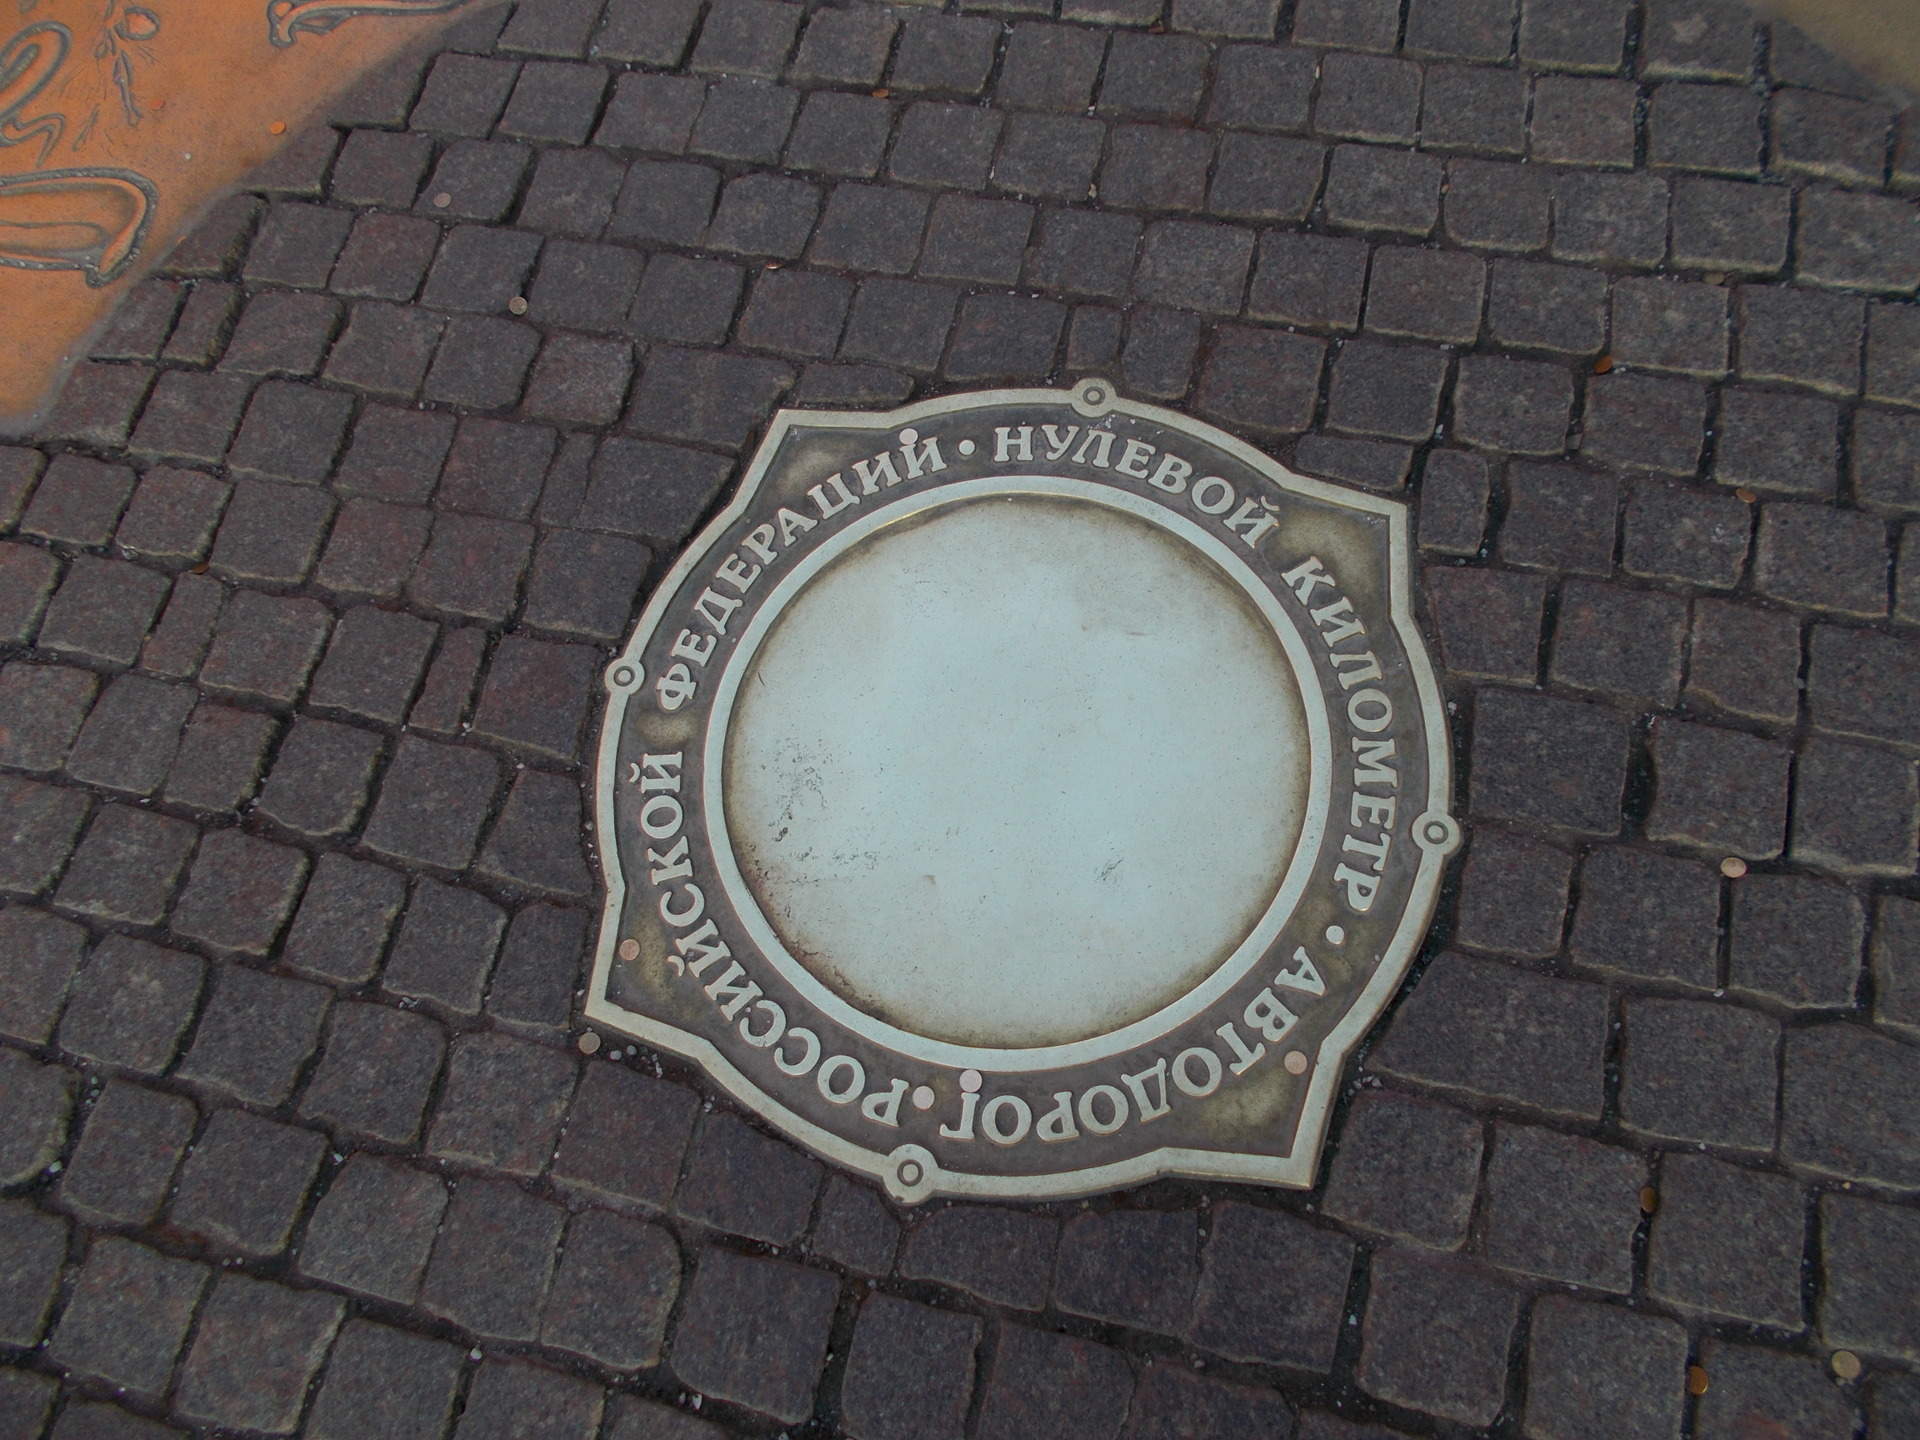 НУЛЕВОЙ КИЛОМЕТР • АВТОДОРОГ • РОССИЙСКОЙ ФЕДЕРАЦИЙ •